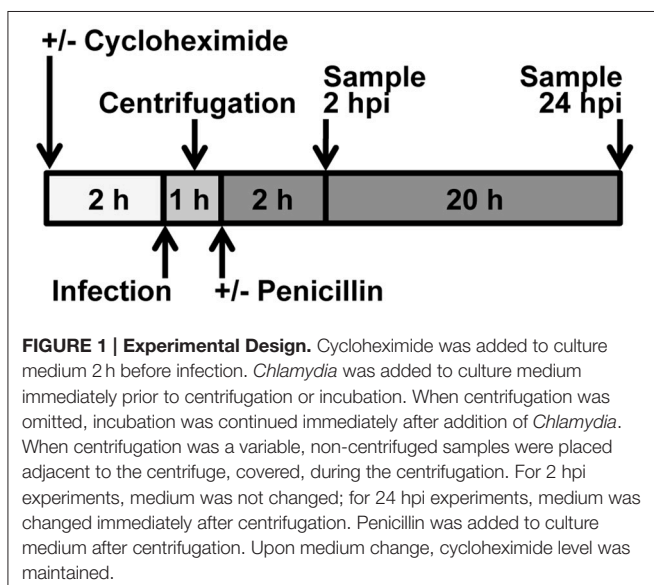 +/- Cycloheximide
Centrifugation
Sample
2 hpi
Sample
24 hpi
2 h
1 h
2 h
20 h
Infection
+/- Penicillin
FIGURE 1 | Experimental Design. Cycloheximide was added to culture
medium 2 h before infection. Chlamydia was added to culture medium
immediately prior to centrifugation or incubation. When centrifugation was
omitted, incubation was continued immediately after addition of Chlamydia.
When centrifugation was a variable, non-centrifuged samples were placed
adjacent to the centrifuge, covered, during the centrifugation. For 2 hpi
experiments, medium was not changed; for 24 hpi experiments, medium was
changed immediately after centrifugation. Penicillin was added to culture
medium after centrifugation. Upon medium change, cycloheximide level was
maintained.